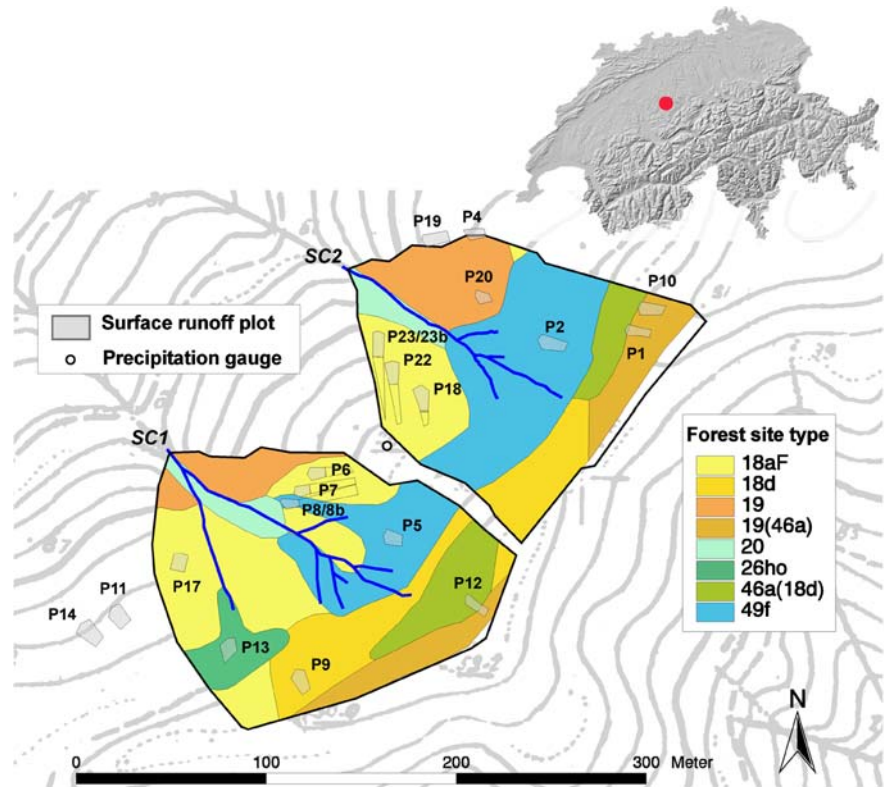 P19
P4
SC2
P10
P20
P2
P1
P23/23b
P22
P18
Surface runoff plot
Precipitation gauge
SC1
P6
P7
P8/8b
P5
P17
P12
P11
P14
P13
P9
Forest site type
18aF
18d
19
19(46a)
20
26ho
46a(18d)
49f
N
0
100
200
300 Meter